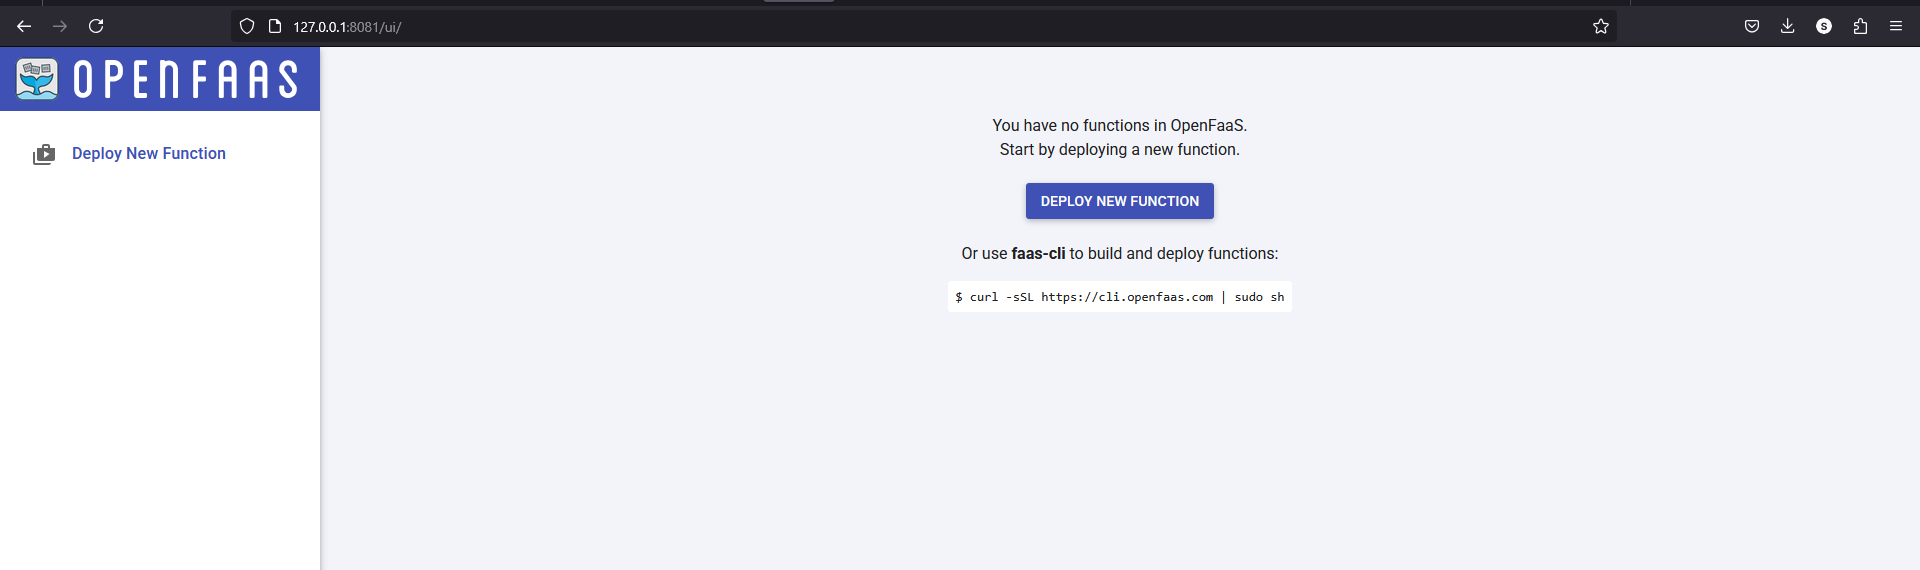 127.0.0.1:8081/ui/
S
OPENFAAS
Deploy New Function
You have no functions in OpenFaaS.
Start by deploying a new function.
DEPLOY NEW FUNCTION
Or use faas-cli to build and deploy functions:
$ curl -sSL https://cli.openfaas.com | sudo sh